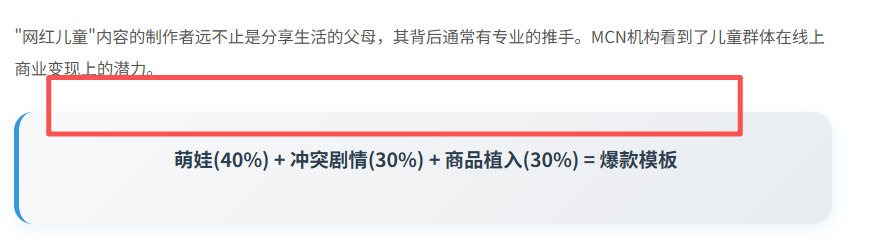 "网红儿童"内容的制作者远不止是分享生活的父母，其背后通常有专业的推手。MCN机构看到了儿童群体在线上
商业变现上的潜力。
萌娃(40%) + 冲突剧情(30%) + 商品植入(30%) = 爆款模板